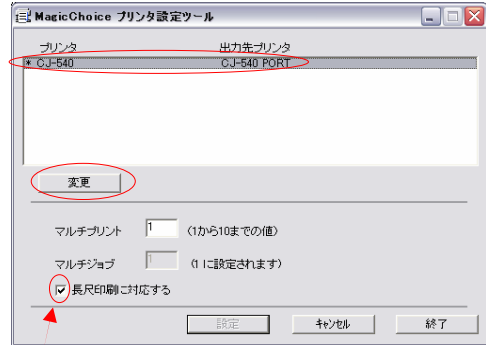 MagicChoice プリンタ設定ツール
プリンタ 出力先プリンタ
* CJ-540 CJ-540 PORT
変更
マルチプリント 1 (1から10までの値)
マルチジョブ 1 (1 に設定されます)
長尺印刷に対応する
設定 キャンセル 終了